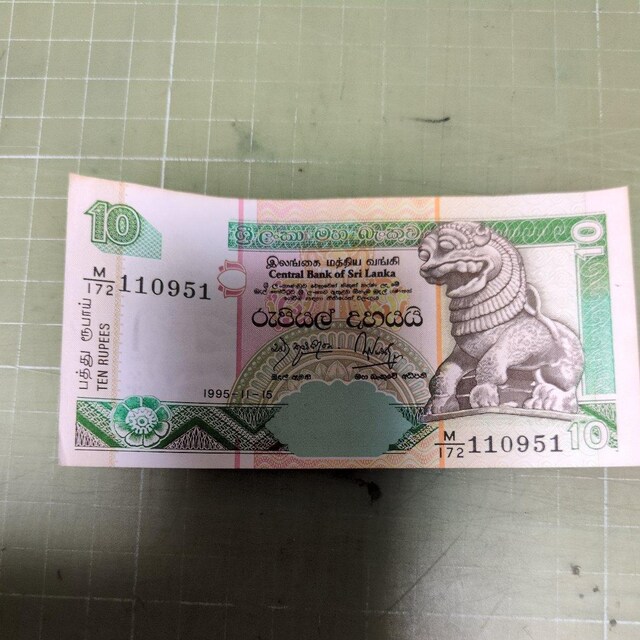 10
ශ්‍රී ලංකා මහ බැංකුව
10
இலங்கை மத்திய வங்கி
Central Bank of Sri Lanka
M/172 110951
රුපියල් දහයයි
பத்து ரூபாய்
TEN RUPEES
1995-11-15
M/172 110951
10